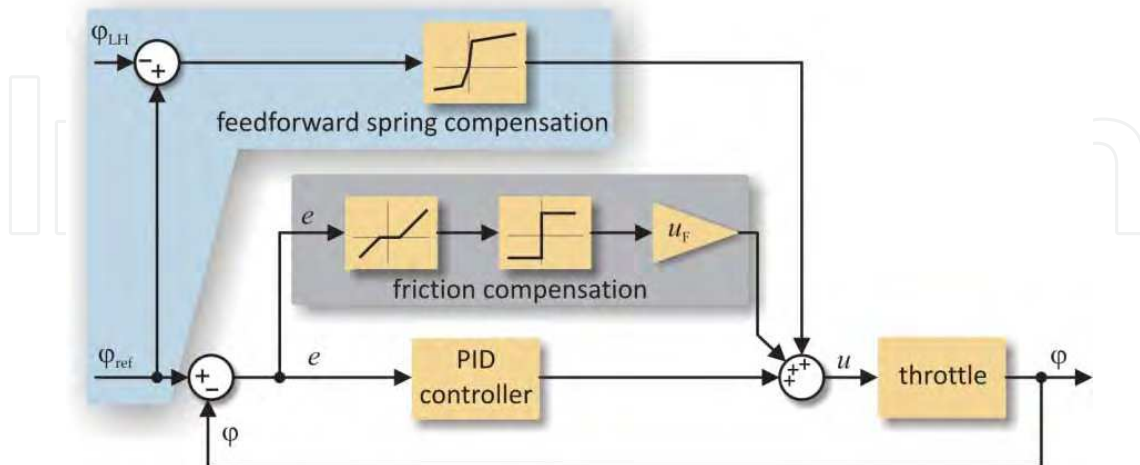 φLH
− +
feedforward spring compensation
e
uF
friction compensation
φref
+ −
e
PID
controller
+ + +
u
throttle
φ
φ